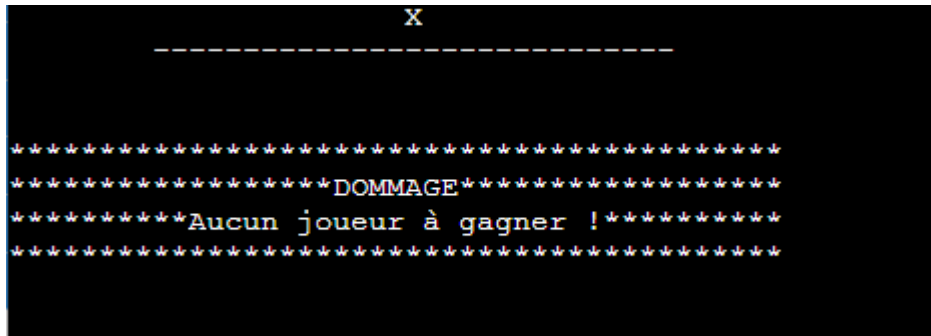 X
-----------------------------
*******************************************
******************DOMMAGE******************
**********Aucun joueur à gagner !**********
*******************************************